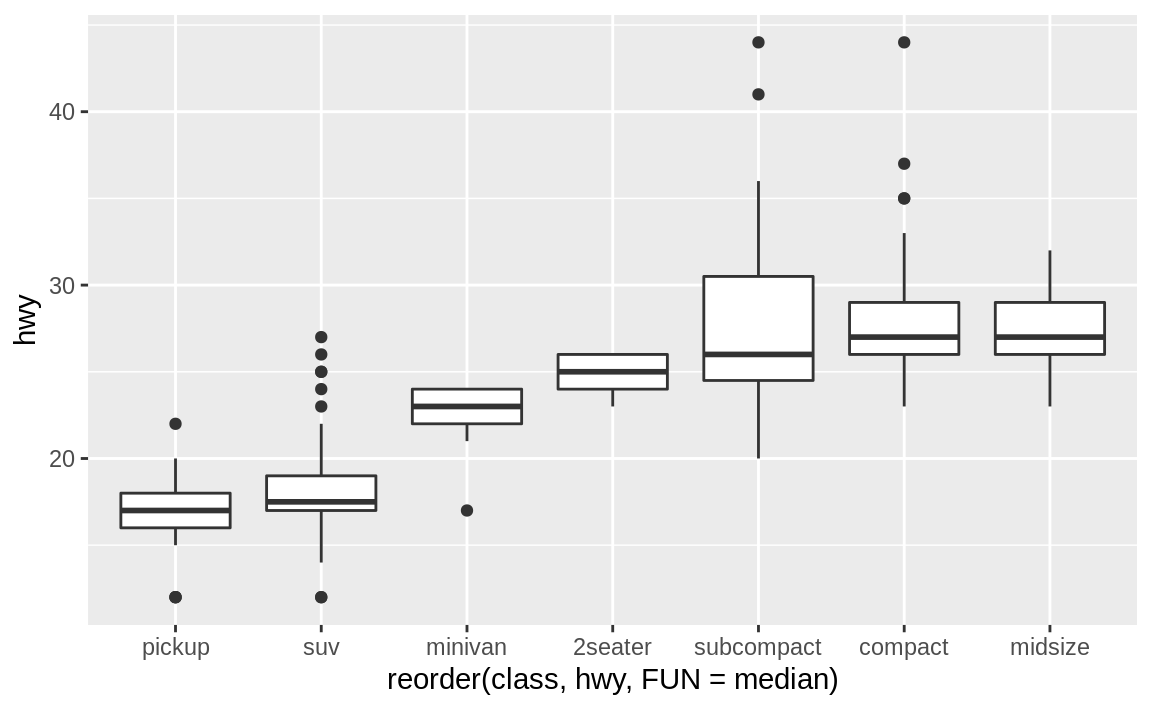 hwy
40
30
20
pickup suv minivan 2seater subcompact compact midsize
reorder(class, hwy, FUN = median)